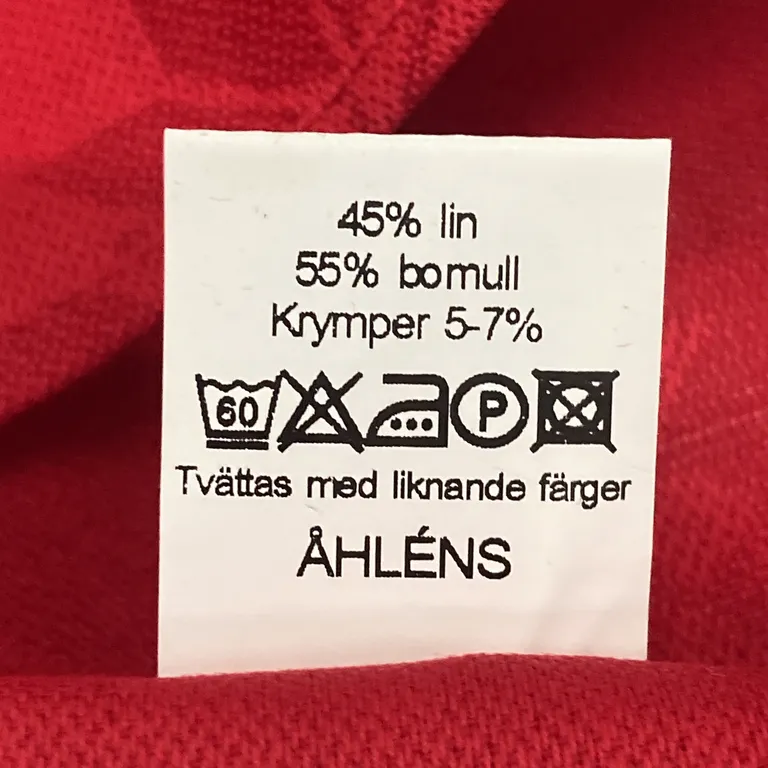 45% lin
55% bomull
Krymper 5-7%
60 P
Tvättas med liknande färger
ÅHLÉNS